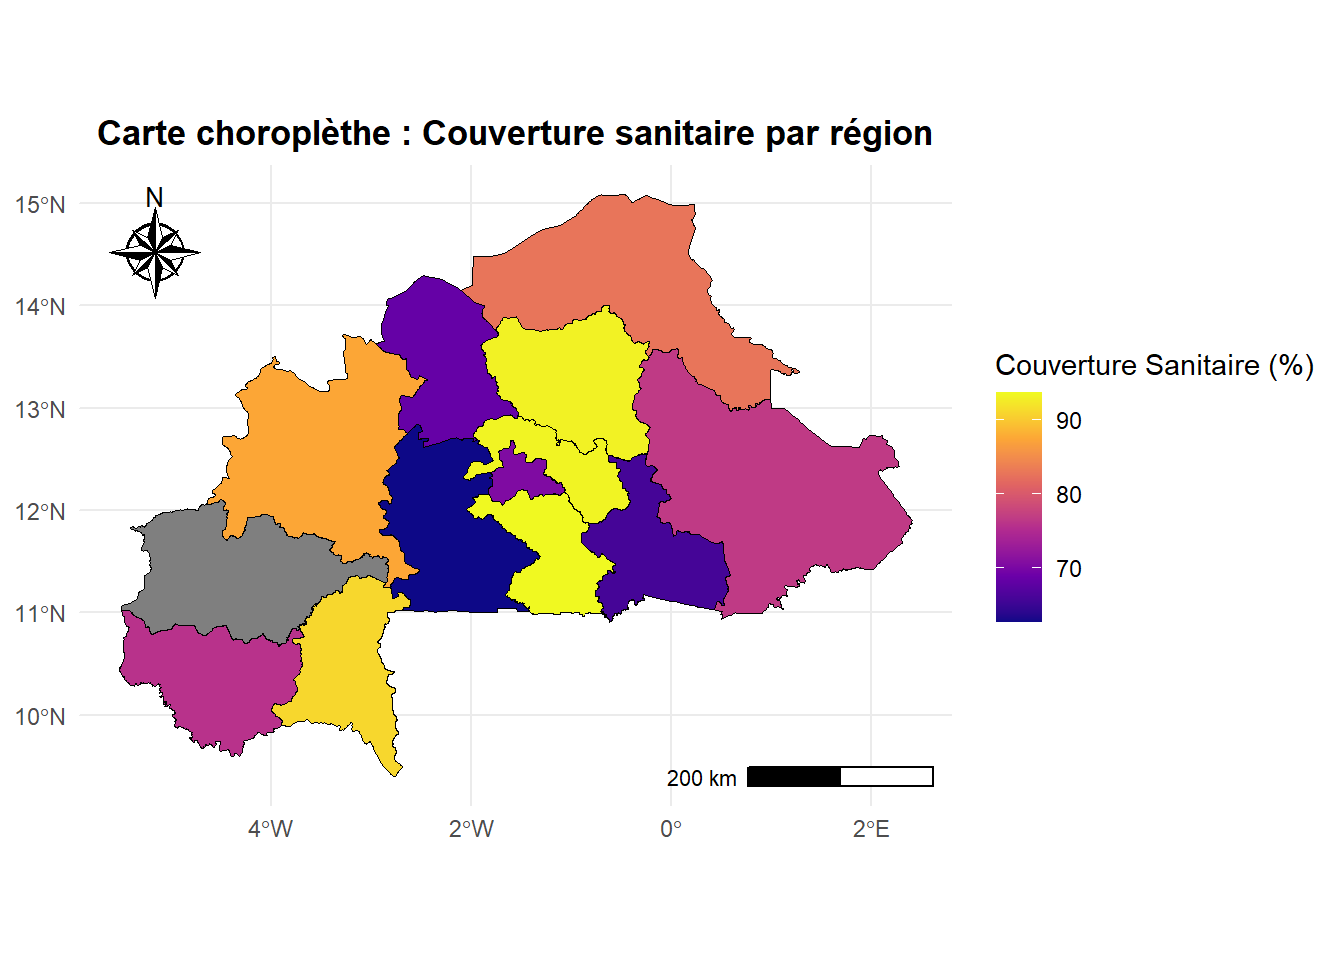 Carte choroplèthe : Couverture sanitaire par région
N
15°N
14°N
13°N
12°N
11°N
10°N
4°W
2°W
0°
2°E
200 km
Couverture Sanitaire (%)
90
80
70